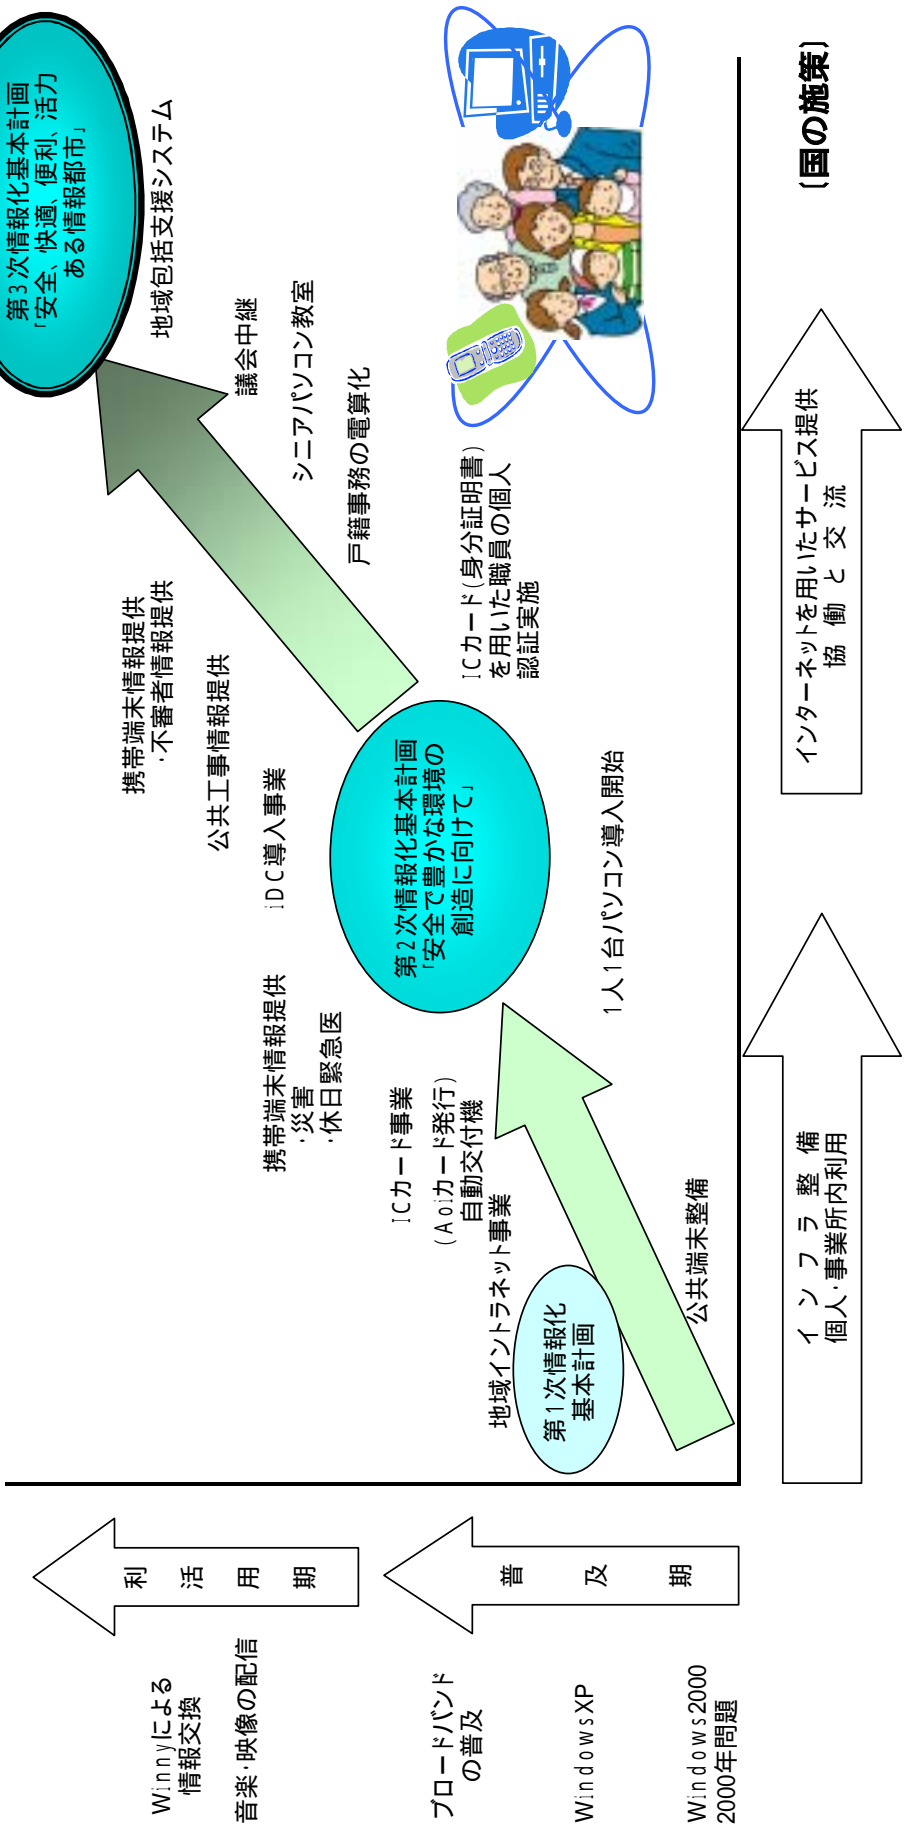 第3次情報化基本計画
「安全、快適、便利、活力
ある情報都市」
地域包括支援システム
議会中継
シニアパソコン教室
戸籍事務の電算化
携帯端末情報提供
・不審者情報提供
公共工事情報提供
iDC導入事業
ICカード(身分証明書)
を用いた職員の個人
認証実施
第2次情報化基本計画
「安全で豊かな環境の
創造に向けて」
1人1台パソコン導入開始
携帯端末情報提供
・災害
・休日緊急医
ICカード事業
(Aoiカード発行)
自動交付機
地域イントラネット事業
第1次情報化
基本計画
公共端末整備
利活用期
普及期
Winnyによる
情報交換
音楽・映像の配信
ブロードバンド
の普及
WindowsXP
Windows2000
2000年問題
インフラ整備
個人・事業所内利用
インターネットを用いたサービス提供
協働と交流
〔国の施策〕